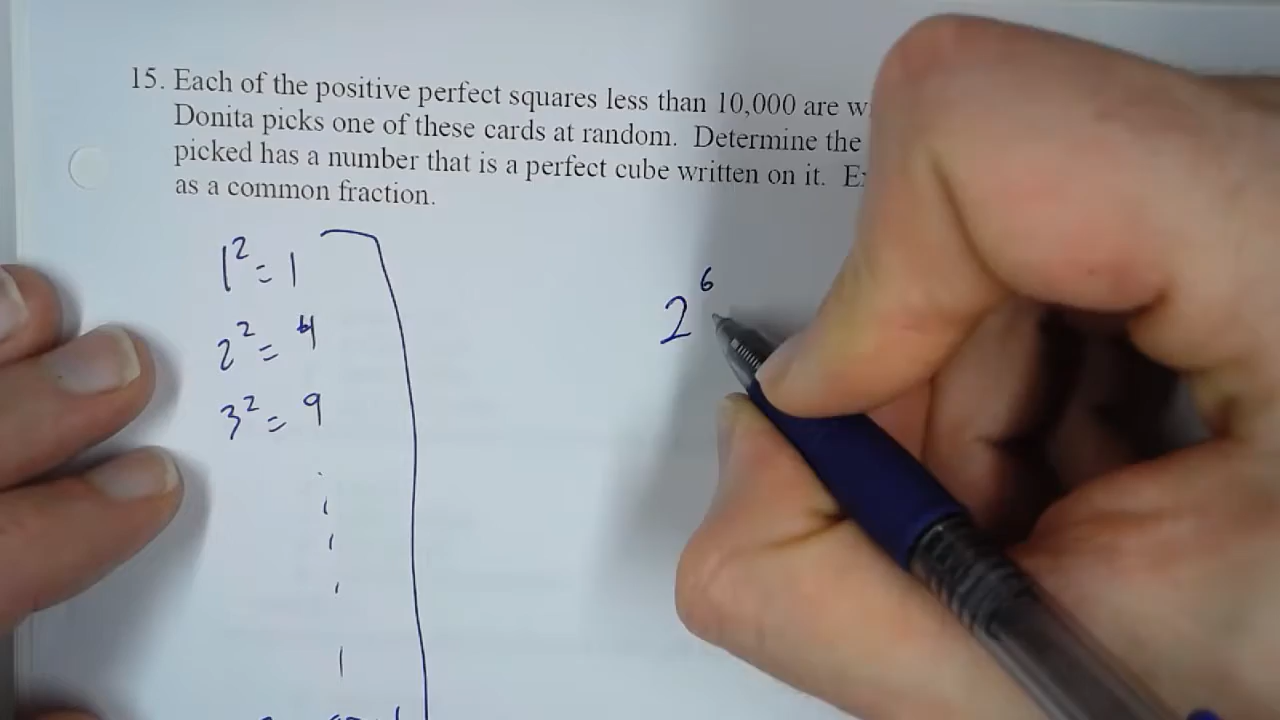 15. Each of the positive perfect squares less than 10,000 are
Donita picks one of these cards at random. Determine the
picked has a number that is a perfect cube written on it.
as a common fraction.
1² = 1
2² = 4
3² = 9
2⁶